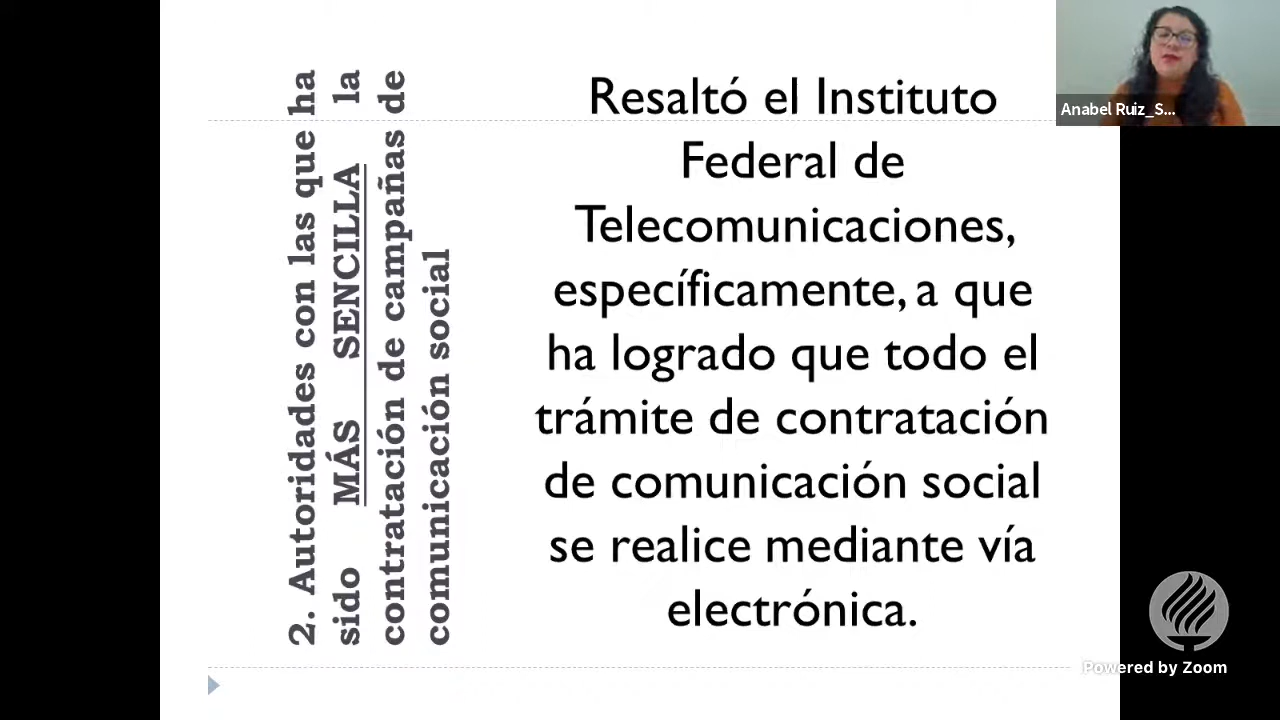 2. Autoridades con las que ha
sido MÁS SENCILLA la
contratación de campañas de
comunicación social
Resaltó el Instituto
Federal de
Telecomunicaciones,
específicamente, a que
ha logrado que todo el
trámite de contratación
de comunicación social
se realice mediante vía
electrónica.
Anabel Ruiz_S...
Powered by Zoom